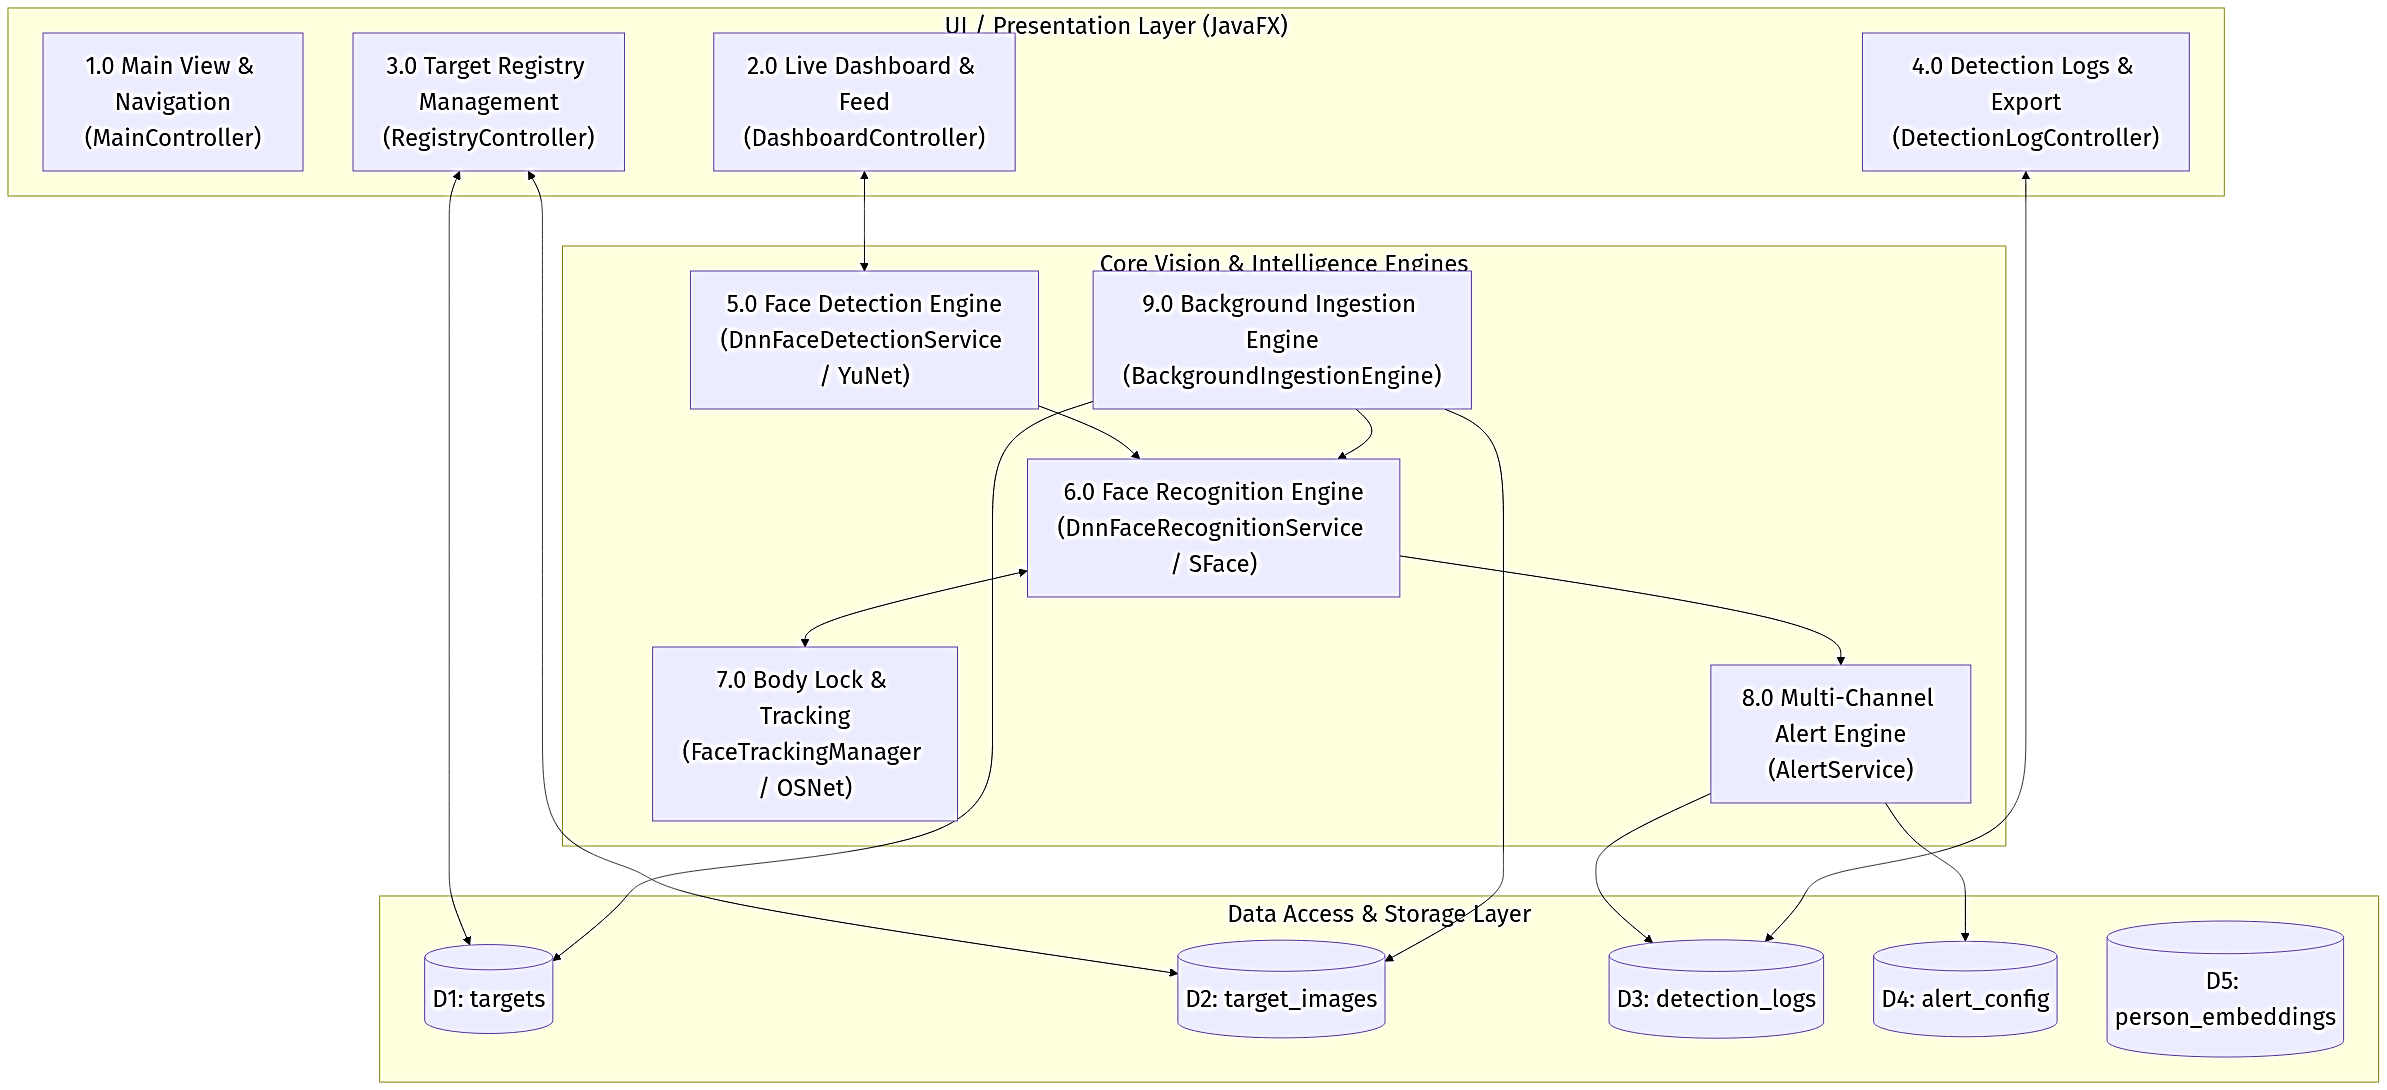 UI / Presentation Layer (JavaFX)
1.0 Main View &
Navigation
(MainController)
3.0 Target Registry
Management
(RegistryController)
2.0 Live Dashboard &
Feed
(DashboardController)
4.0 Detection Logs &
Export
(DetectionLogController)
Core Vision & Intelligence Engines
5.0 Face Detection Engine
(DnnFaceDetectionService
/ YuNet)
9.0 Background Ingestion
Engine
(BackgroundIngestionEngine)
6.0 Face Recognition Engine
(DnnFaceRecognitionService
/ SFace)
7.0 Body Lock &
Tracking
(FaceTrackingManager
/ OSNet)
8.0 Multi-Channel
Alert Engine
(AlertService)
Data Access & Storage Layer
D1: targets
D2: target_images
D3: detection_logs
D4: alert_config
D5:
person_embeddings